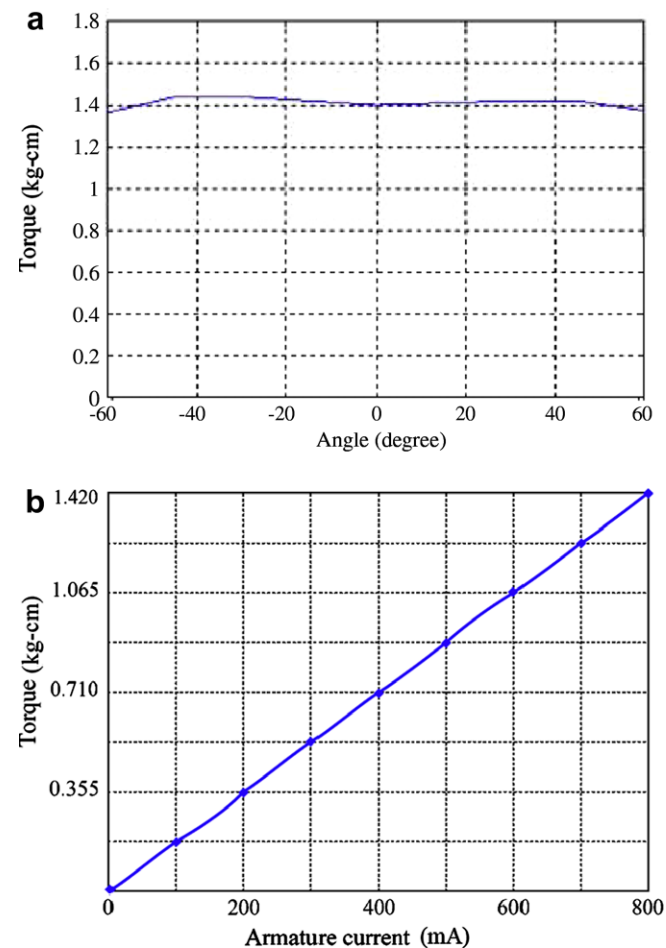 a
1.8
1.6
1.4
1.2
1
0.8
0.6
0.4
0.2
0
Torque (kg-cm)
-60 -40 -20 0 20 40 60
Angle (degree)
b
1.420
1.065
0.710
0.355
Torque (kg-cm)
0 200 400 600 800
Armature current (mA)